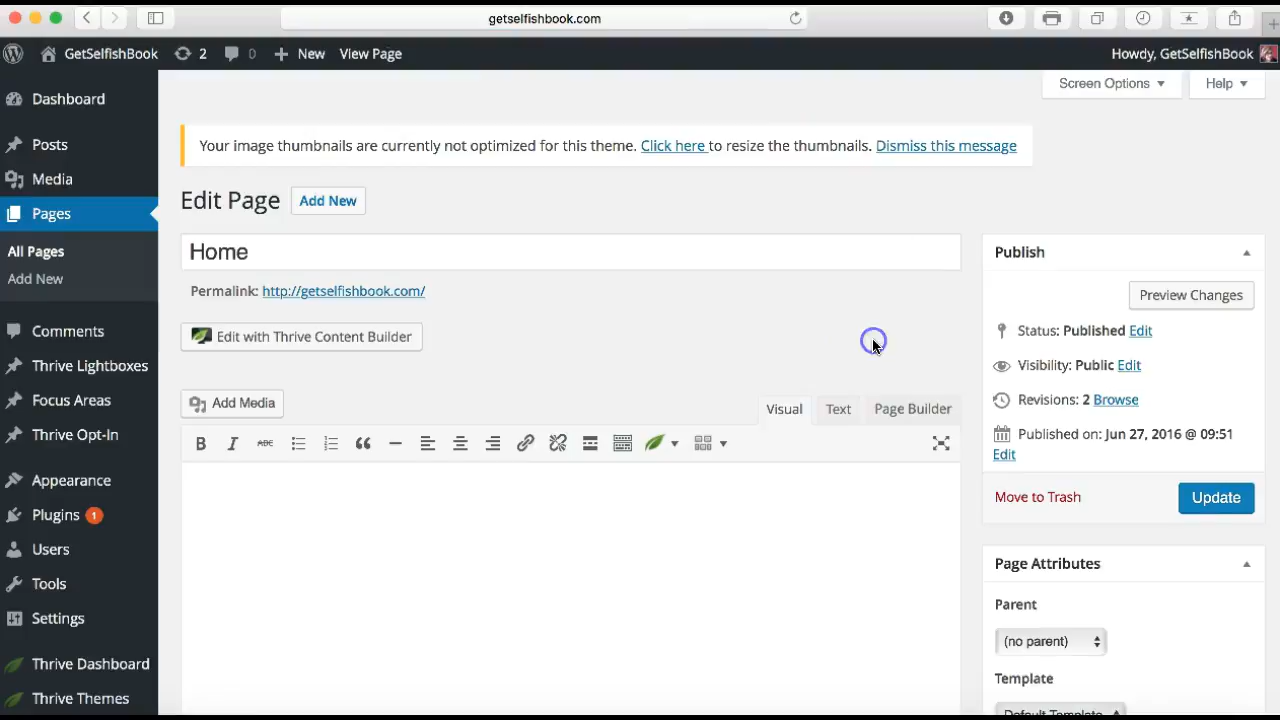 getselfishbook.com
GetSelfishBook 2 0 New View Page Howdy, GetSelfishBook
Screen Options Help
Dashboard
Posts
Media
Pages
All Pages
Add New
Comments
Thrive Lightboxes
Focus Areas
Thrive Opt-In
Appearance
Plugins 1
Users
Tools
Settings
Thrive Dashboard
Thrive Themes
Your image thumbnails are currently not optimized for this theme. Click here to resize the thumbnails. Dismiss this message
Edit Page Add New
Home
Permalink: http://getselfishbook.com/
Edit with Thrive Content Builder
Add Media
Visual Text Page Builder
B I ABC
Publish
Preview Changes
Status: Published Edit
Visibility: Public Edit
Revisions: 2 Browse
Published on: Jun 27, 2016 @ 09:51
Edit
Move to Trash Update
Page Attributes
Parent
(no parent)
Template
Default Template